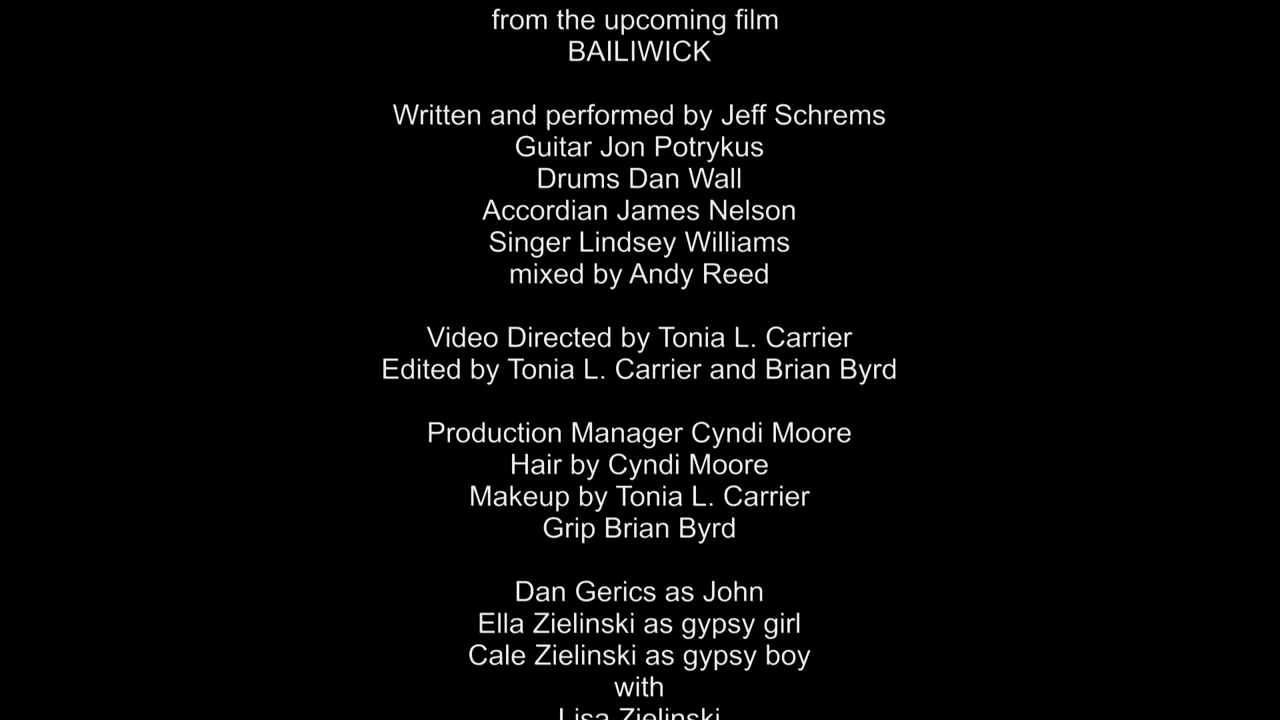 from the upcoming film
BAILIWICK
Written and performed by Jeff Schrems
Guitar Jon Potrykus
Drums Dan Wall
Accordian James Nelson
Singer Lindsey Williams
mixed by Andy Reed
Video Directed by Tonia L. Carrier
Edited by Tonia L. Carrier and Brian Byrd
Production Manager Cyndi Moore
Hair by Cyndi Moore
Makeup by Tonia L. Carrier
Grip Brian Byrd
Dan Gerics as John
Ella Zielinski as gypsy girl
Cale Zielinski as gypsy boy
with
Lisa Zielinski